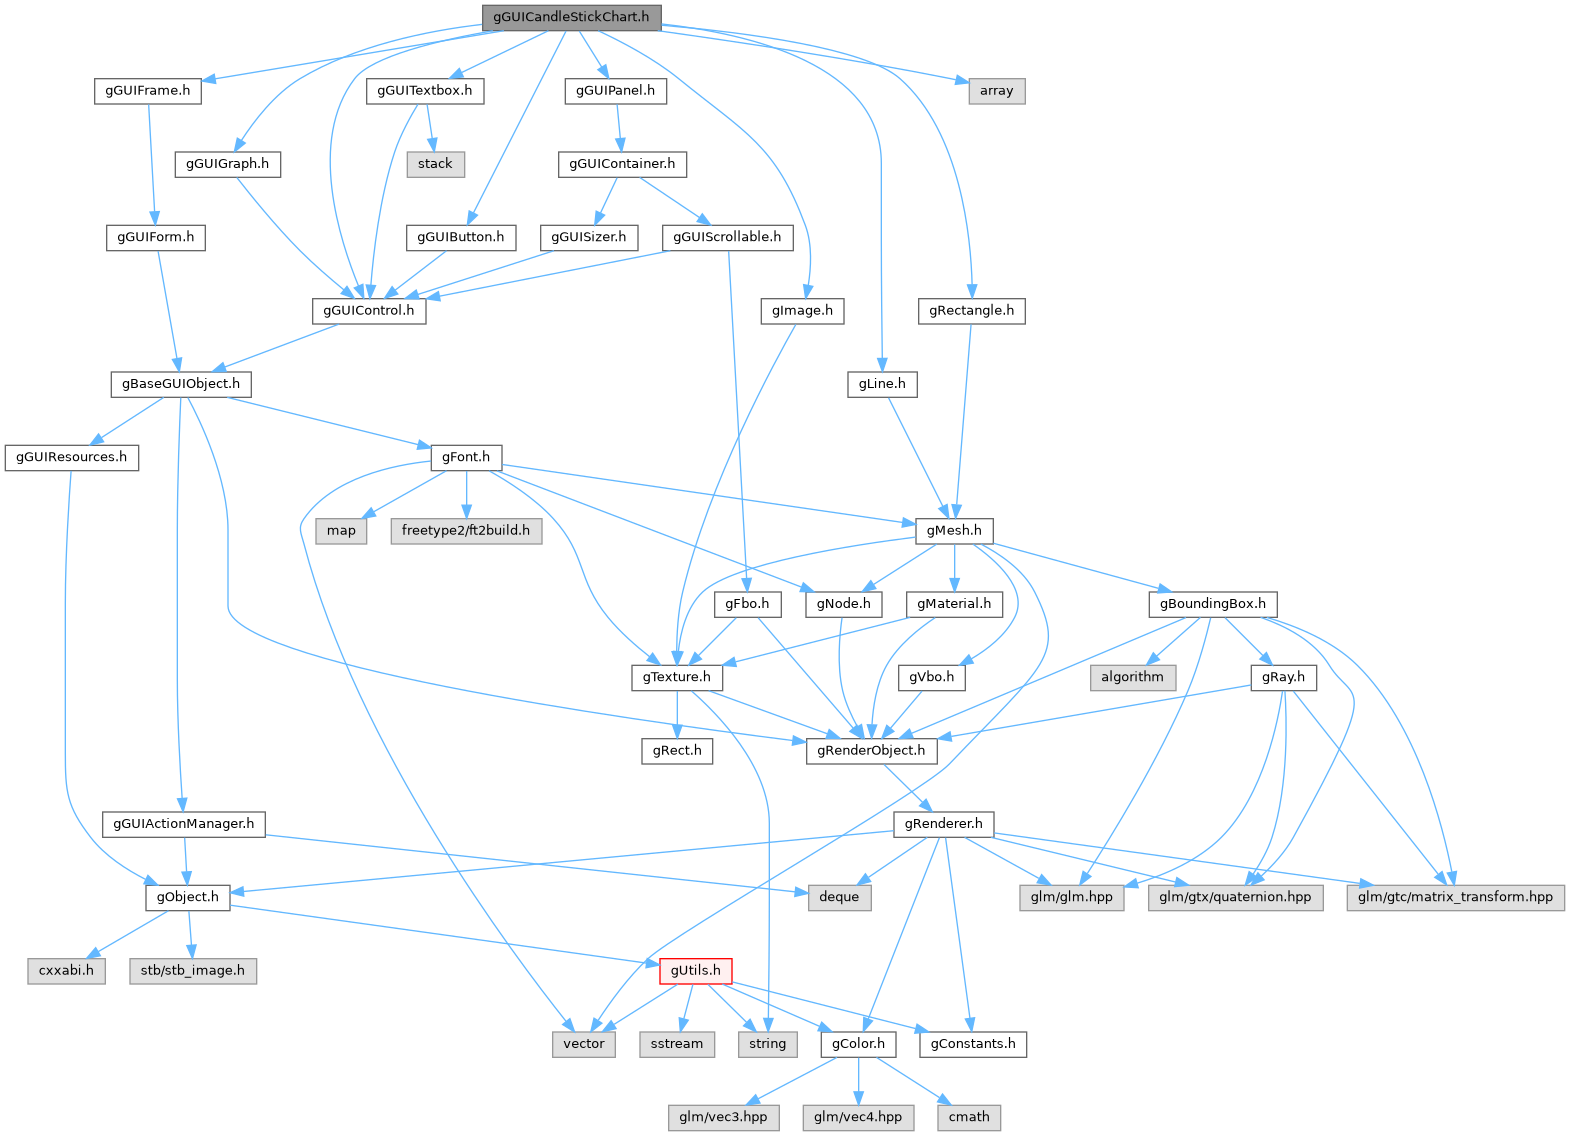 gGUICandleStickChart.h
gGUIFrame.h
gGUITextbox.h
gGUIPanel.h
array
gGUIGraph.h
stack
gGUIContainer.h
gGUIForm.h
gGUIButton.h
gGUISizer.h
gGUIScrollable.h
gGUIControl.h
gImage.h
gRectangle.h
gBaseGUIObject.h
gLine.h
gGUIResources.h
gFont.h
map
freetype2/ft2build.h
gMesh.h
gFbo.h
gNode.h
gMaterial.h
gBoundingBox.h
gTexture.h
gVbo.h
algorithm
gRay.h
gRect.h
gRenderObject.h
gGUIActionManager.h
gRenderer.h
gObject.h
deque
glm/glm.hpp
glm/gtx/quaternion.hpp
glm/gtc/matrix_transform.hpp
cxxabi.h
stb/stb_image.h
gUtils.h
vector
sstream
string
gColor.h
gConstants.h
glm/vec3.hpp
glm/vec4.hpp
cmath